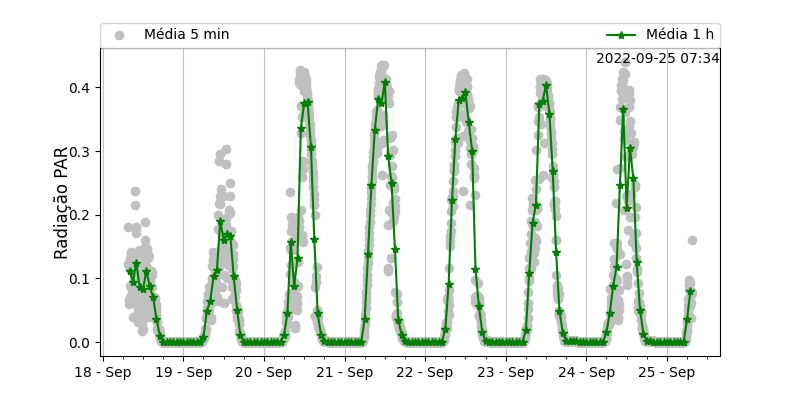 Média 5 min
Média 1 h
2022-09-25 07:34
Radiação PAR
0.4
0.3
0.2
0.1
0.0
18 - Sep
19 - Sep
20 - Sep
21 - Sep
22 - Sep
23 - Sep
24 - Sep
25 - Sep